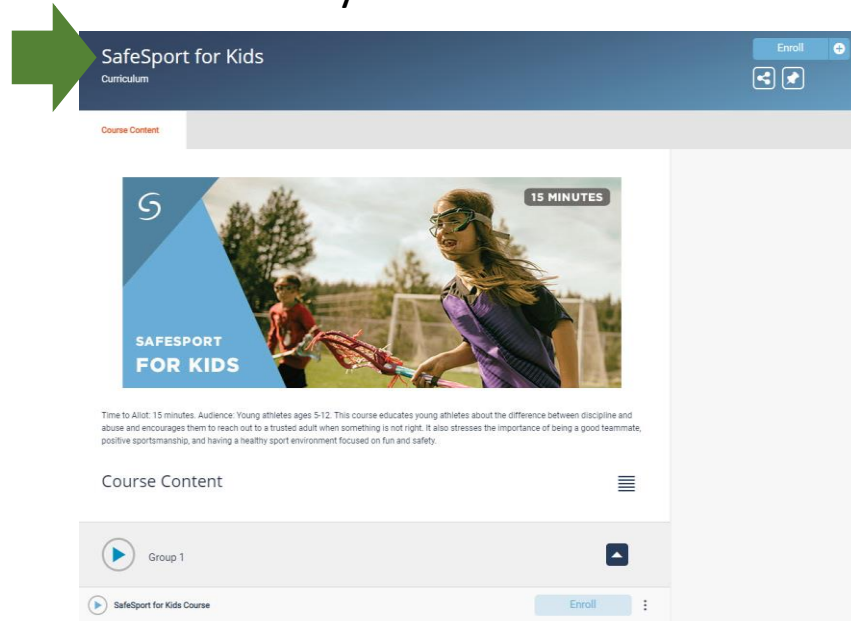 SafeSport for Kids
Enroll
Curriculum
Course Content
15 MINUTES
SAFESPORT
FOR KIDS
Time to Allot: 15 minutes. Audience: Young athletes ages 5-12. This course educates young athletes about the difference between discipline and
abuse and encourages them to reach out to a trusted adult when something is not right. It also stresses the importance of being a good teammate,
positive sportsmanship, and having a healthy sport environment focused on fun and safety.
Course Content
Group 1
SafeSport for Kids Course
Enroll